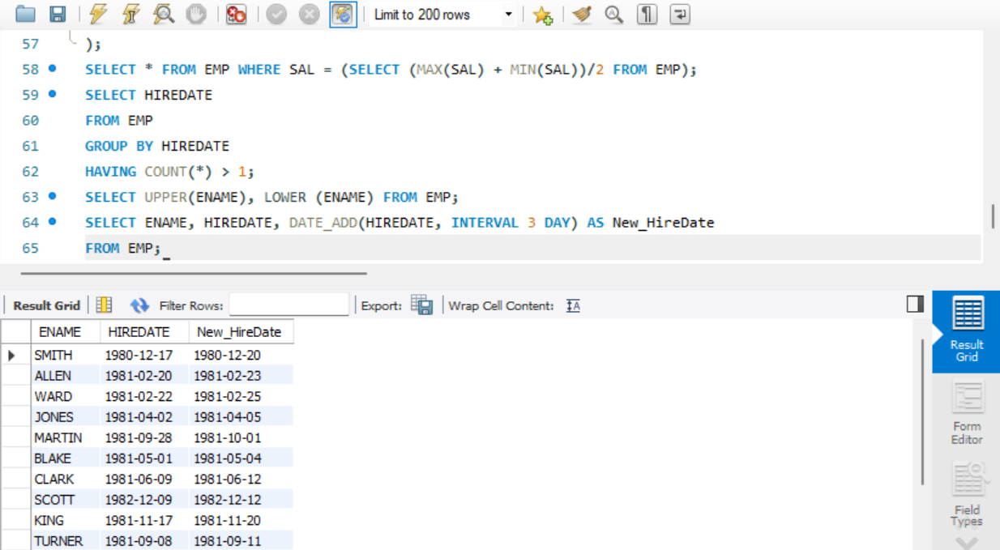 Limit to 200 rows
57 );
58 SELECT * FROM EMP WHERE SAL = (SELECT (MAX(SAL) + MIN(SAL))/2 FROM EMP);
59 SELECT HIREDATE
60 FROM EMP
61 GROUP BY HIREDATE
62 HAVING COUNT(*) > 1;
63 SELECT UPPER(ENAME), LOWER (ENAME) FROM EMP;
64 SELECT ENAME, HIREDATE, DATE_ADD(HIREDATE, INTERVAL 3 DAY) AS New_HireDate
65 FROM EMP;
Result Grid Filter Rows: Export: Wrap Cell Content: IA
ENAME HIREDATE New_HireDate
SMITH 1980-12-17 1980-12-20
ALLEN 1981-02-20 1981-02-23
WARD 1981-02-22 1981-02-25
JONES 1981-04-02 1981-04-05
MARTIN 1981-09-28 1981-10-01
BLAKE 1981-05-01 1981-05-04
CLARK 1981-06-09 1981-06-12
SCOTT 1982-12-09 1982-12-12
KING 1981-11-17 1981-11-20
TURNER 1981-09-08 1981-09-11
Result
Grid
Form
Editor
Field
Types